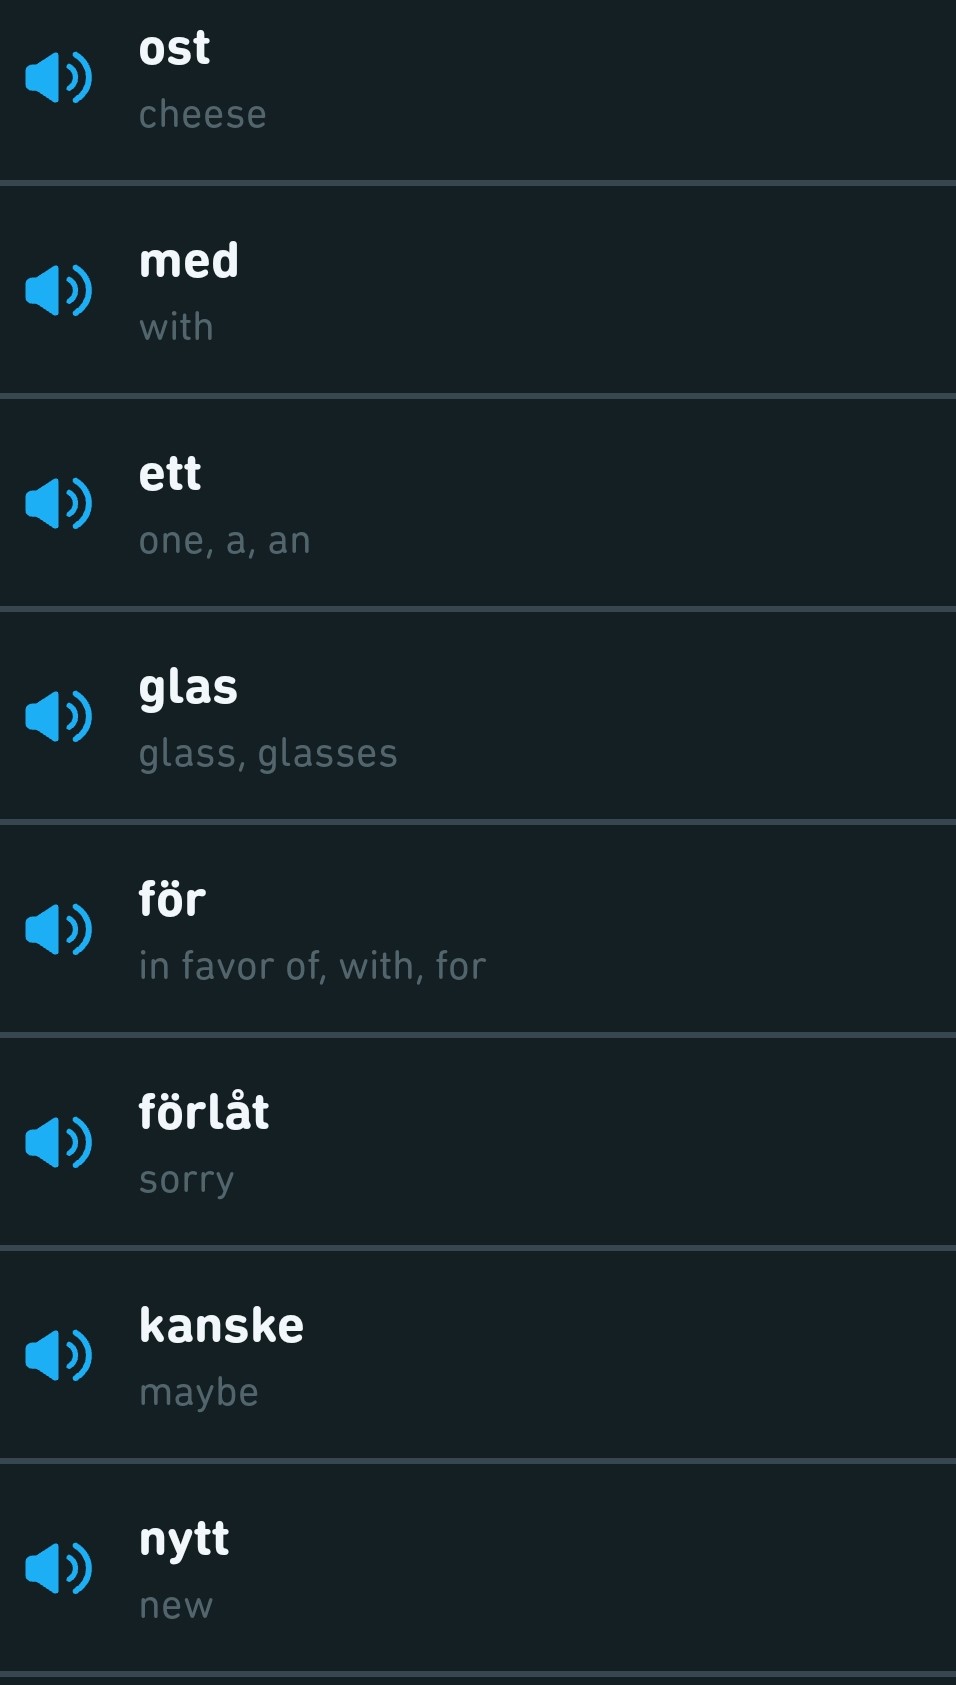 ost
cheese
med
with
ett
one, a, an
glas
glass, glasses
för
in favor of, with, for
förlåt
sorry
kanske
maybe
nytt
new